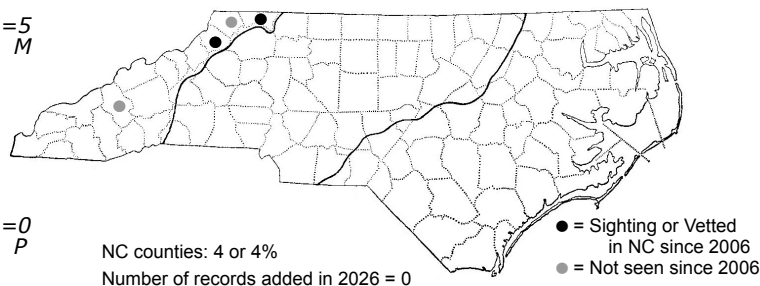 =5
M
=0
P
NC counties: 4 or 4%
Number of records added in 2026 = 0
● = Sighting or Vetted
in NC since 2006
● = Not seen since 2006